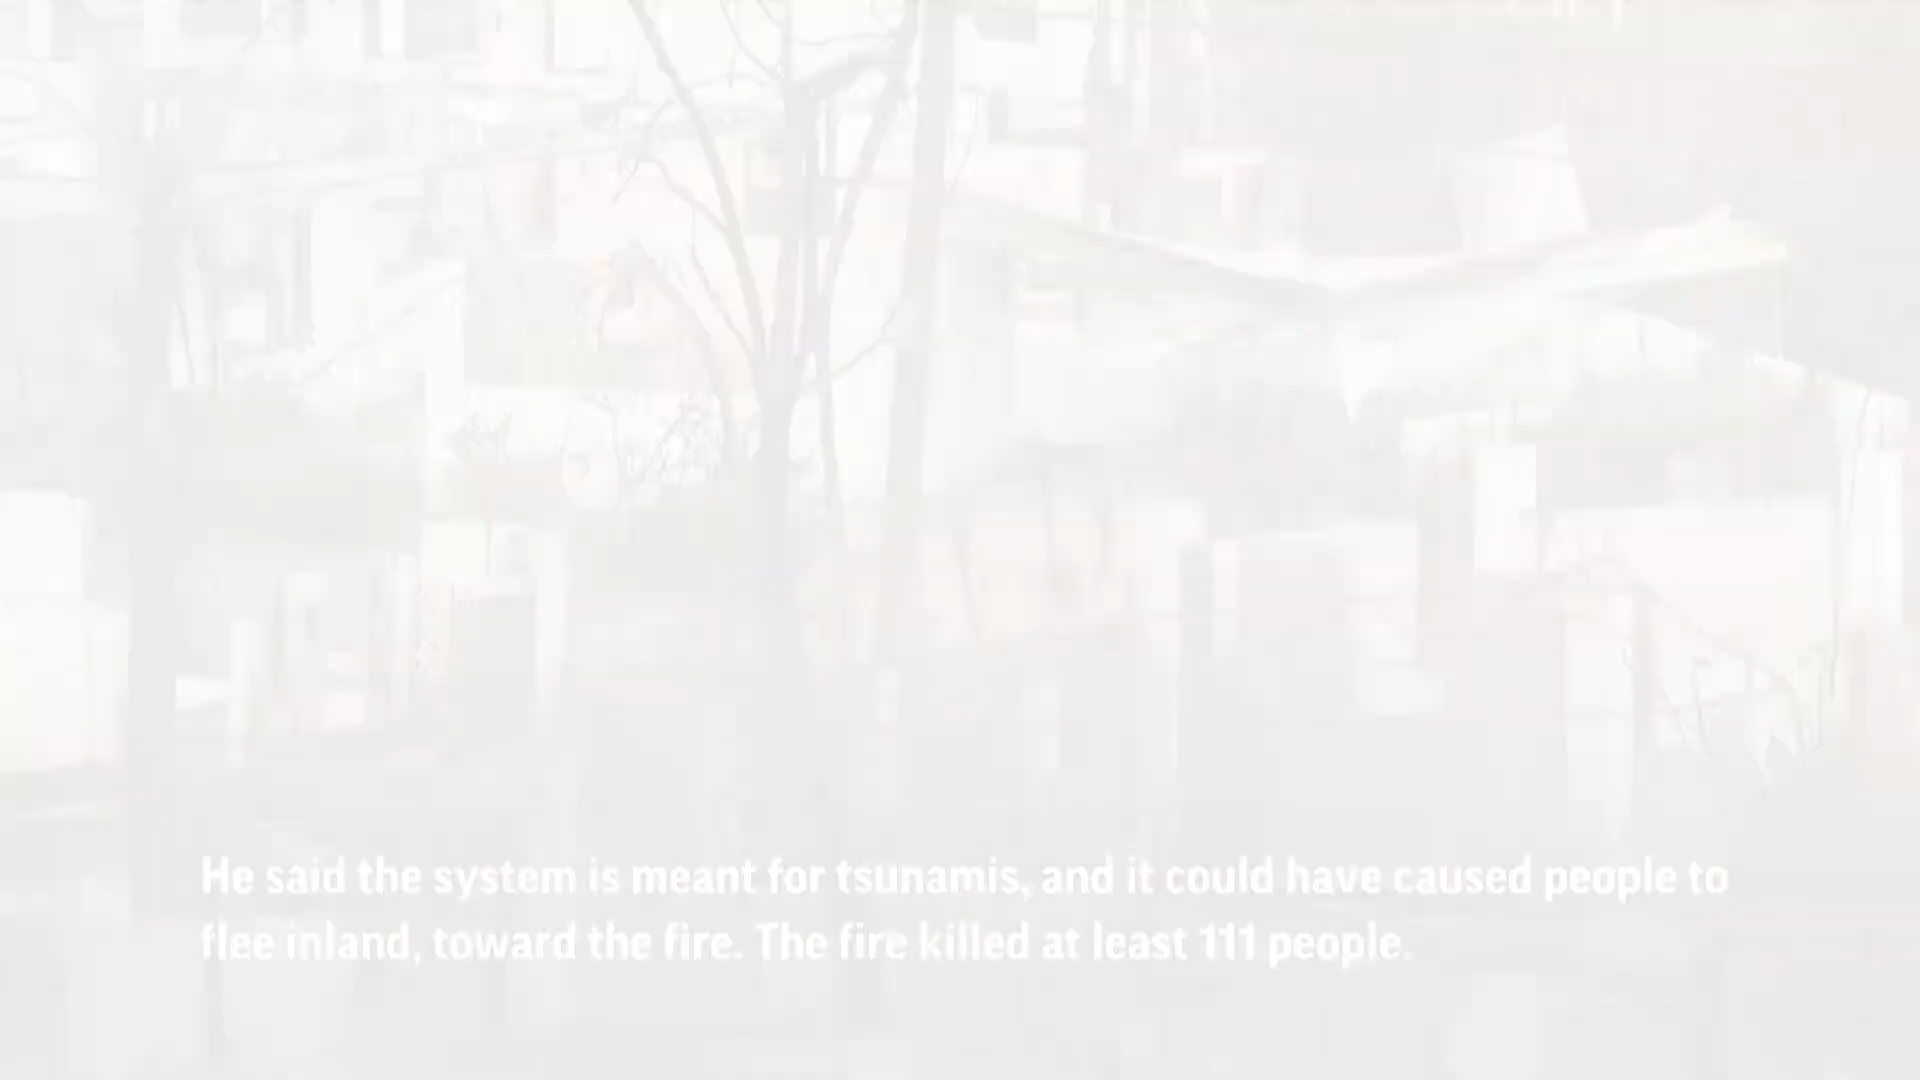 He said the system is meant for tsunamis, and it could have caused people to
flee inland, toward the fire. The fire killed at least 111 people.